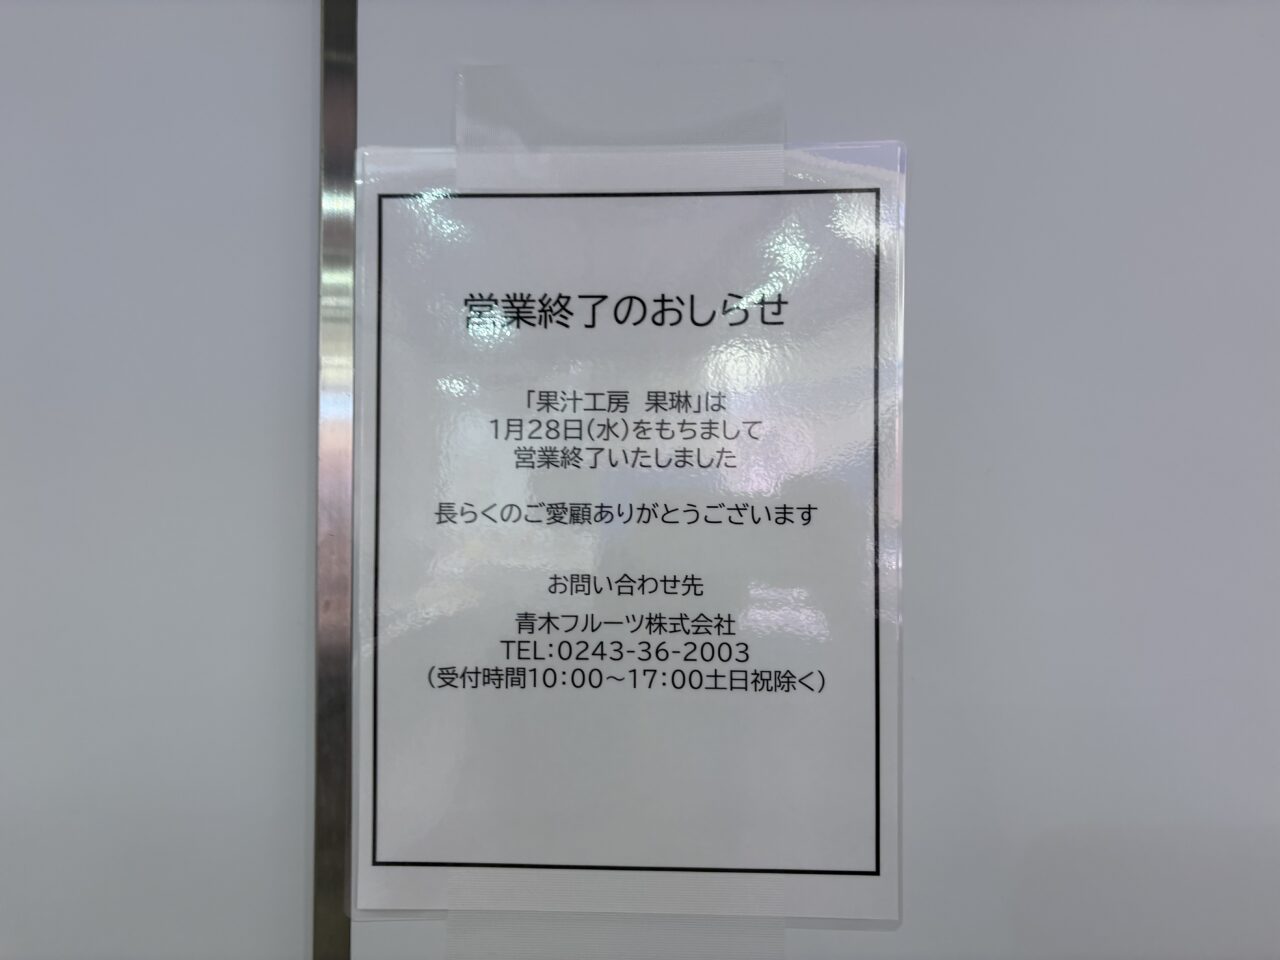 営業終了のおしらせ
「果汁工房　果琳」は
1月28日(水)をもちまして
営業終了いたしました
長らくのご愛顧ありがとうございます
お問い合わせ先
青木フルーツ株式会社
TEL:0243-36-2003
(受付時間10:00～17:00土日祝除く)